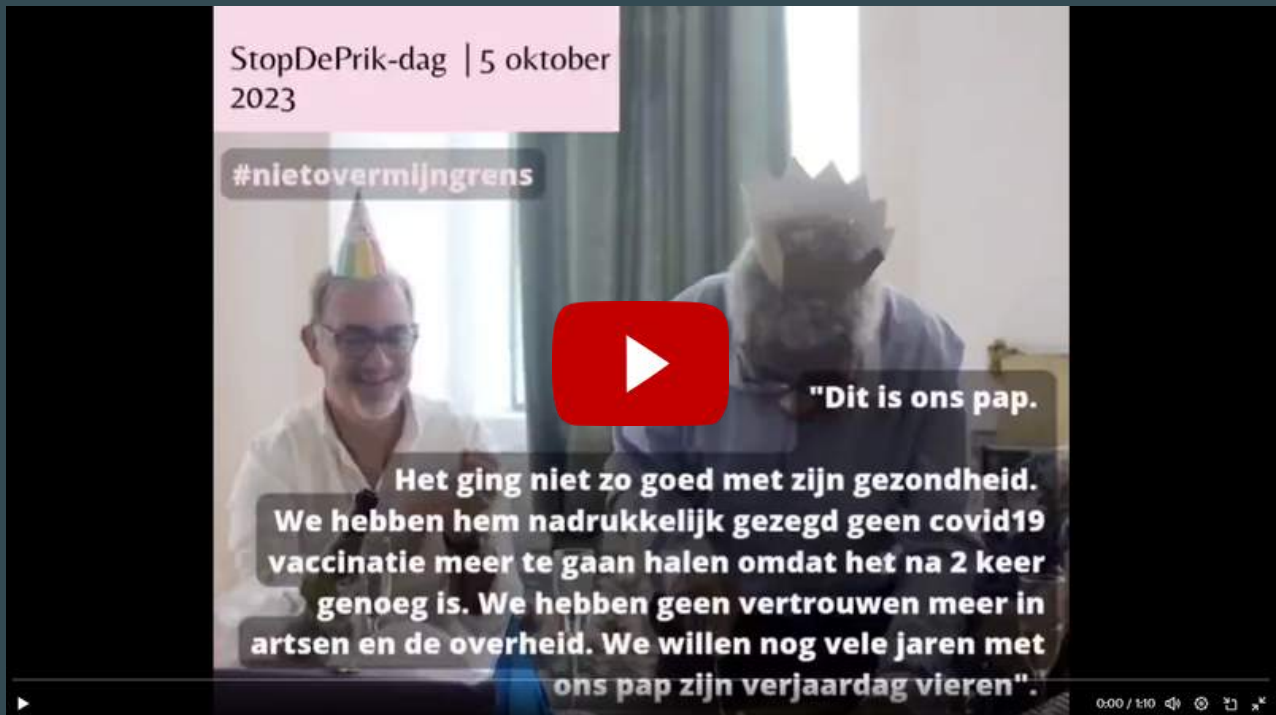 StopDePrik-dag | 5 oktober
2023
#nietovermijngrens
"Dit is ons pap.
Het ging niet zo goed met zijn gezondheid.
We hebben hem nadrukkelijk gezegd geen covid19
vaccinatie meer te gaan halen omdat het na 2 keer
genoeg is. We hebben geen vertrouwen meer in
artsen en de overheid. We willen nog vele jaren met
ons pap zijn verjaardag vieren".
0:00 / 1:10